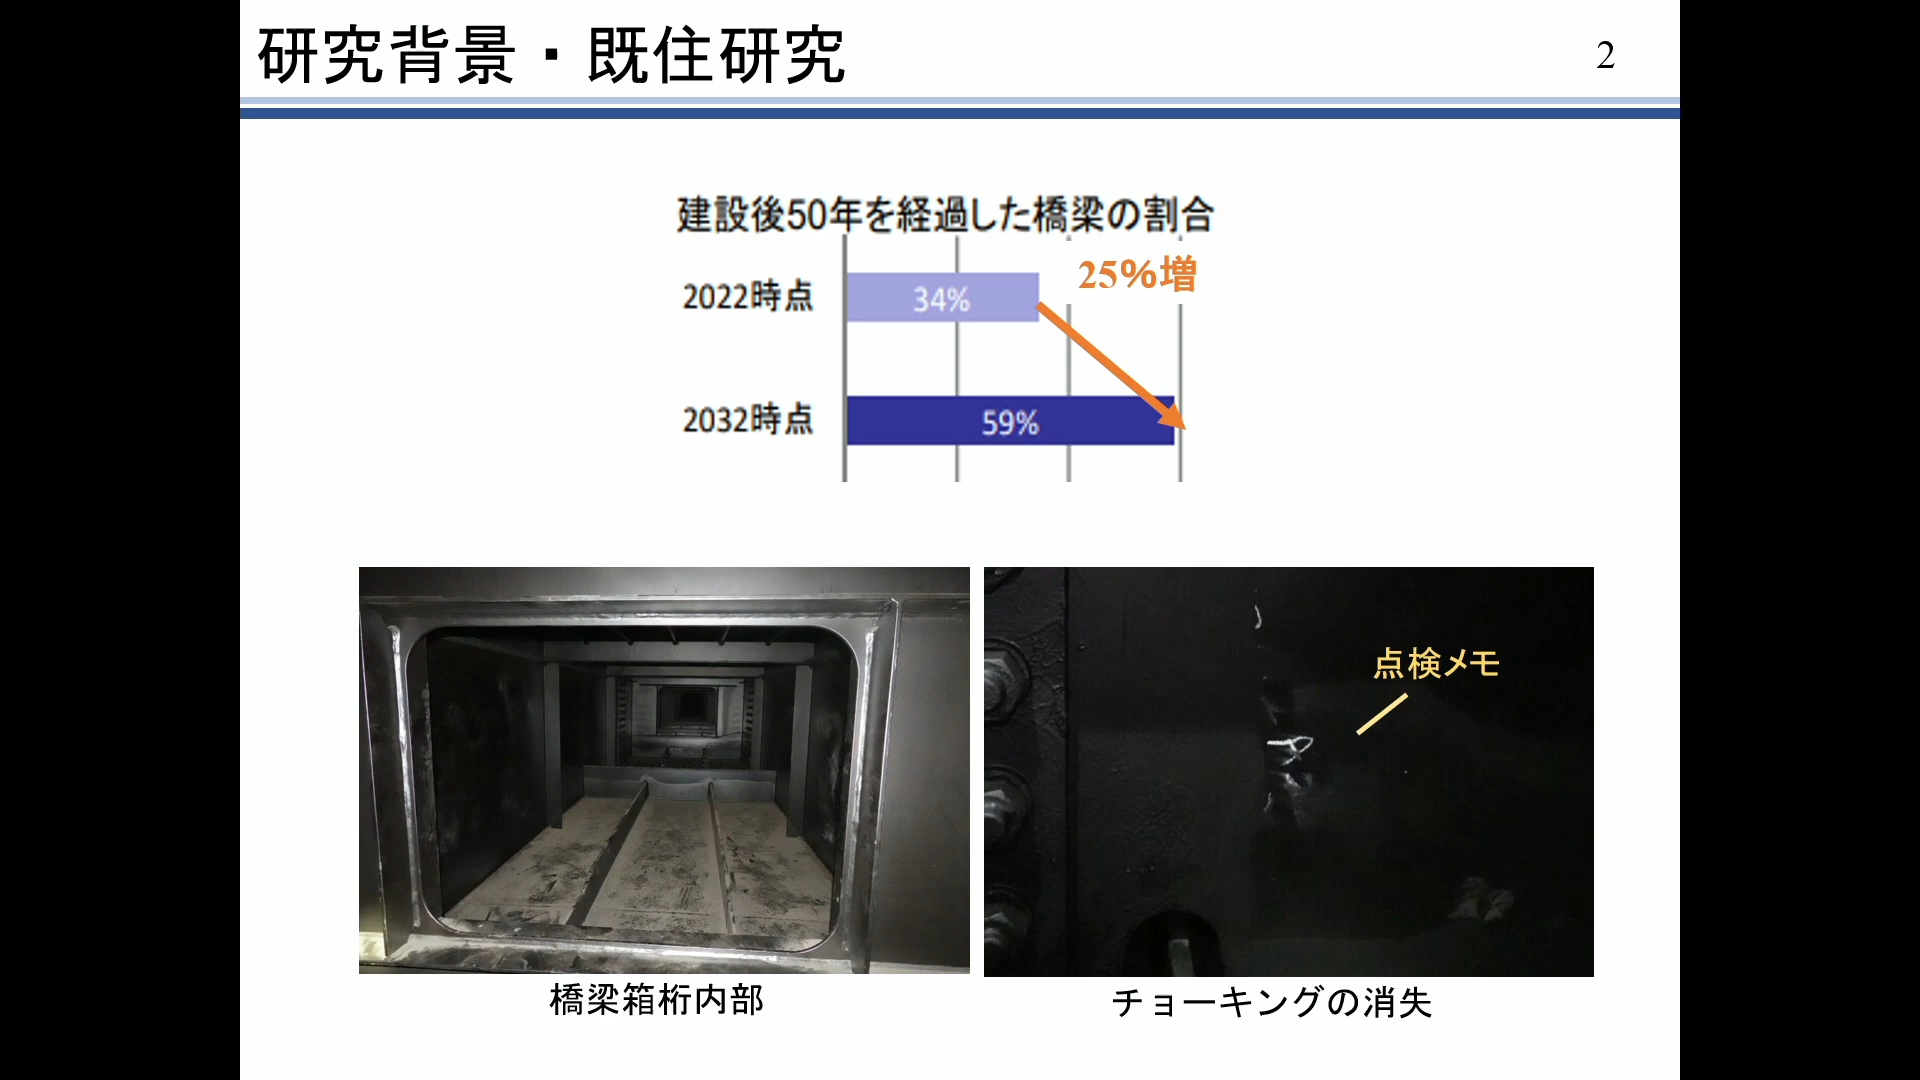 研究背景・既住研究
2
建設後50年を経過した橋梁の割合
25%増
2022時点
34%
2032時点
59%
点検メモ
橋梁箱桁内部
チョーキングの消失